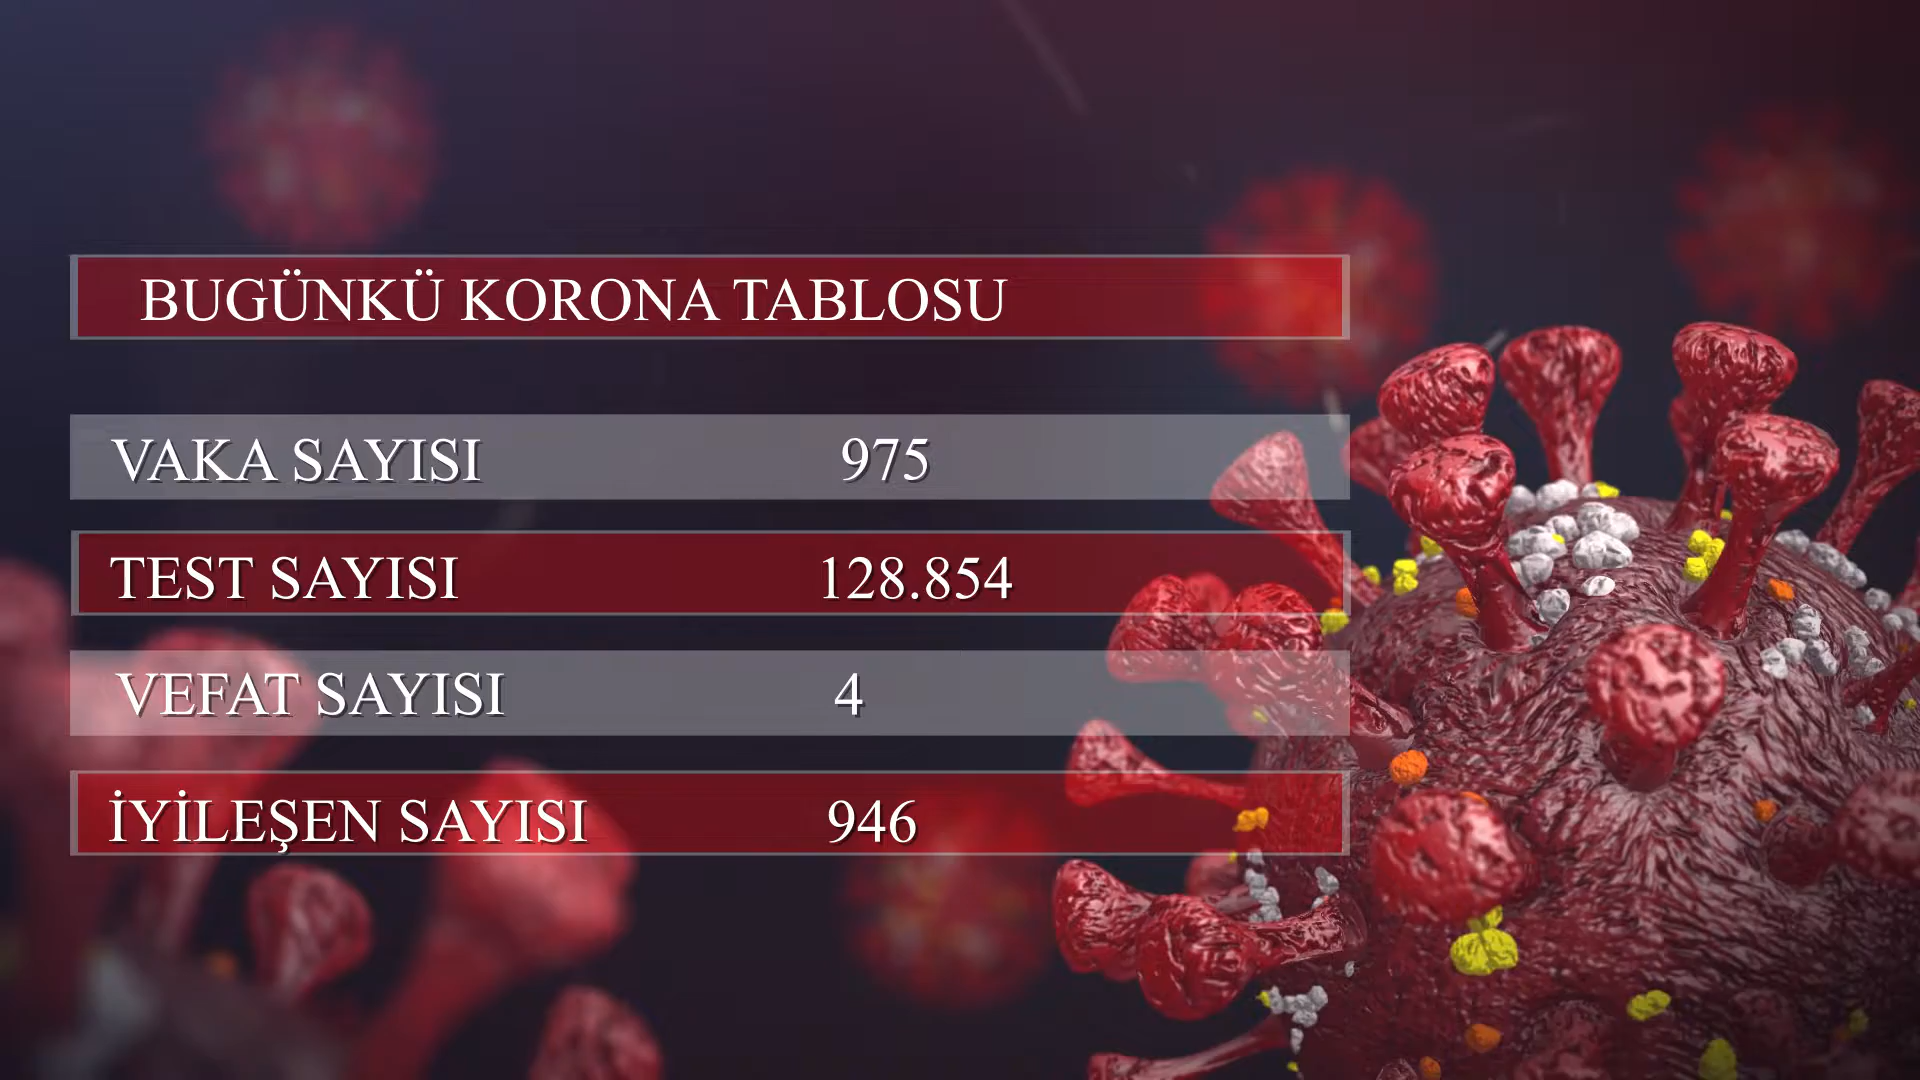 BUGÜNKÜ KORONA TABLOSU
VAKA SAYISI 975
TEST SAYISI 128.854
VEFAT SAYISI 4
İYİLEŞEN SAYISI 946